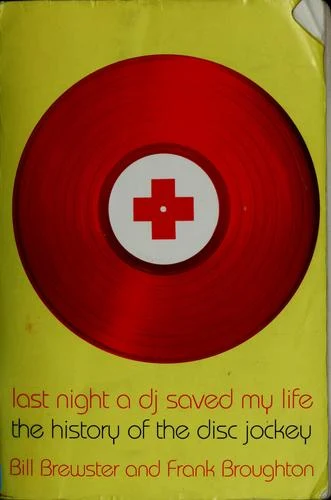 last night a dj saved my life
the history of the disc jockey
Bill Brewster and Frank Broughton